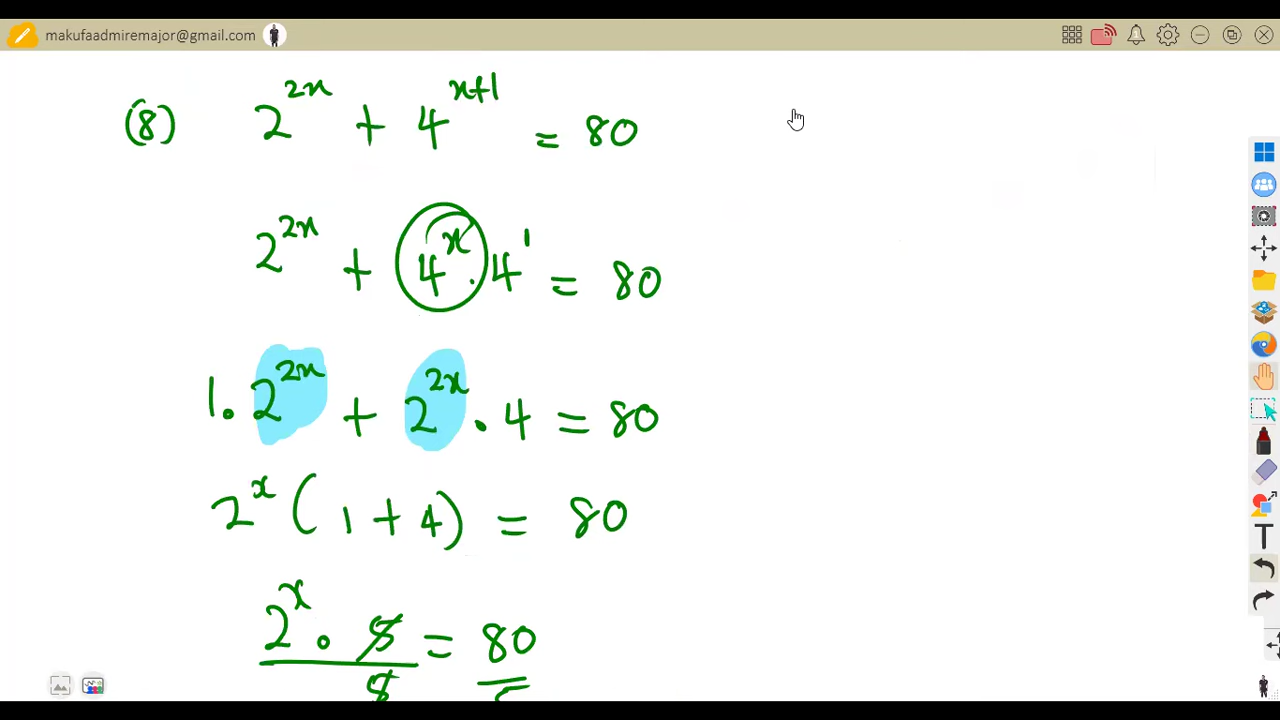 makufaadmiremajor@gmail.com
(8) 2^{2x} + 4^{x+1} = 80
2^{2x} + 4^{x} . 4^{1} = 80
1 . 2^{2x} + 2^{2x} . 4 = 80
2^{x} ( 1 + 4 ) = 80
2^{x} . 5 = 80
5
T